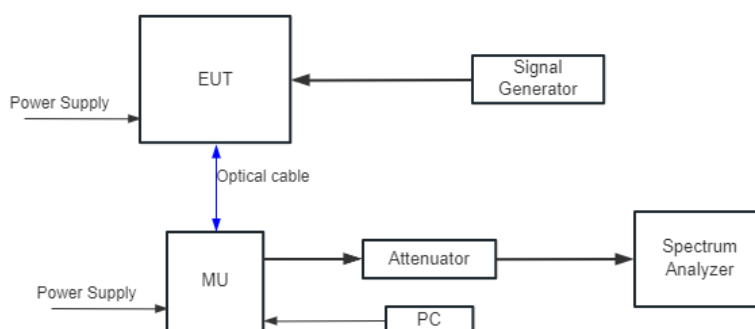 EUT
Signal
Generator
Power Supply
Optical cable
MU
Attenuator
Spectrum
Analyzer
Power Supply
PC